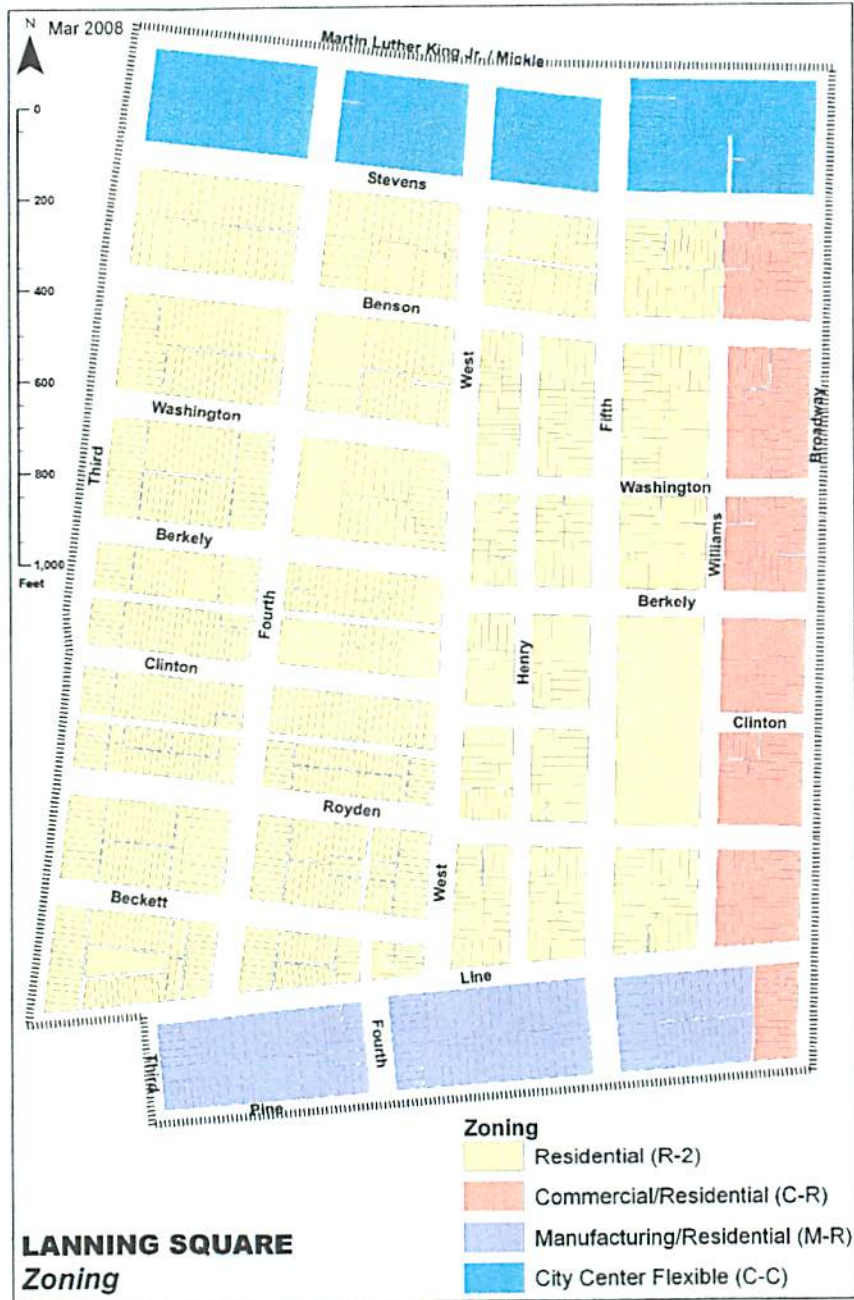 N
Mar 2008
Martin Luther King Jr. / Mickle
0
200
400
600
800
1,000
Feet
Stevens
Benson
West
Fifth
Broadway
Washington
Third
Washington
Williams
Berkely
Berkely
Fourth
Henry
Clinton
Clinton
Royden
West
Beckett
Line
Fourth
Third
Pine
Zoning
Residential (R-2)
Commercial/Residential (C-R)
Manufacturing/Residential (M-R)
City Center Flexible (C-C)
LANNING SQUARE
Zoning